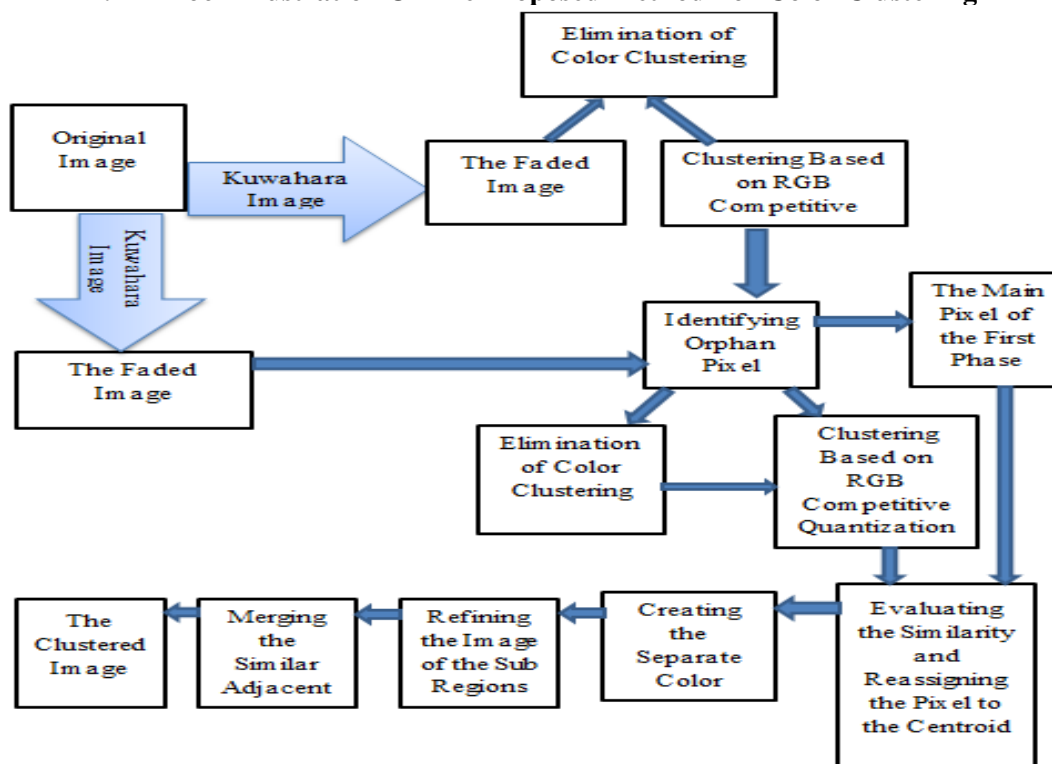 Elimination of
Color Clustering
Original
Image
Kuwahara
Image
The Faded
Image
Clustering Based
on RGB
Competitive
Kuwahara
Image
The Faded
Image
Identifying
Orphan
Pixel
The Main
Pixel of
the First
Phase
Elimination
of Color
Clustering
Clustering
Based on
RGB
Competitive
Quantization
The
Clustered
Image
Merging
the
Similar
Adjacent
Refining
the Image
of the Sub
Regions
Creating
the
Separate
Color
Evaluating
the Similarity
and
Reassigning
the Pixel to
the Centroid